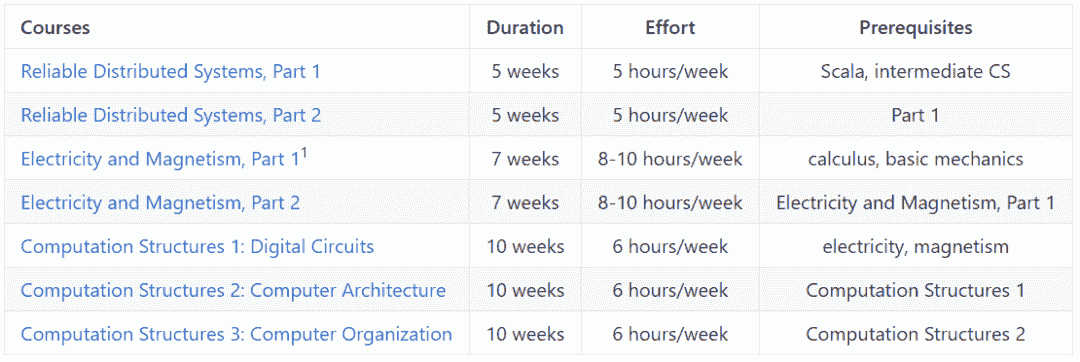 Courses Duration Effort Prerequisites
Reliable Distributed Systems, Part 1 5 weeks 5 hours/week Scala, intermediate CS
Reliable Distributed Systems, Part 2 5 weeks 5 hours/week Part 1
Electricity and Magnetism, Part 1¹ 7 weeks 8-10 hours/week calculus, basic mechanics
Electricity and Magnetism, Part 2 7 weeks 8-10 hours/week Electricity and Magnetism, Part 1
Computation Structures 1: Digital Circuits 10 weeks 6 hours/week electricity, magnetism
Computation Structures 2: Computer Architecture 10 weeks 6 hours/week Computation Structures 1
Computation Structures 3: Computer Organization 10 weeks 6 hours/week Computation Structures 2